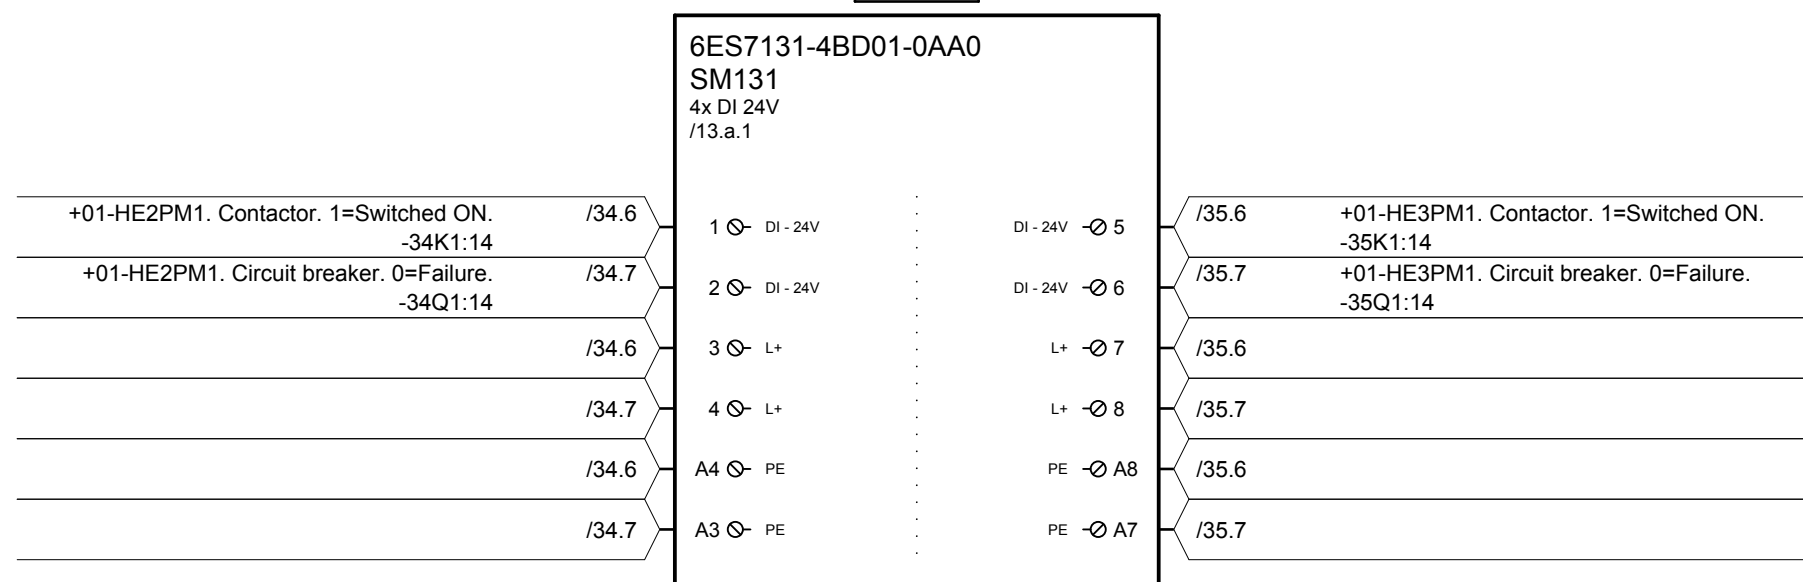 6ES7131-4BD01-0AA0
SM131
4x DI 24V
/13.a.1
+01-HE2PM1. Contactor. 1=Switched ON. /34.6 1 DI - 24V DI - 24V 5 /35.6 +01-HE3PM1. Contactor. 1=Switched ON.
-34K1:14 -35K1:14
+01-HE2PM1. Circuit breaker. 0=Failure. /34.7 2 DI - 24V DI - 24V 6 /35.7 +01-HE3PM1. Circuit breaker. 0=Failure.
-34Q1:14 -35Q1:14
/34.6 3 L+ L+ 7 /35.6
/34.7 4 L+ L+ 8 /35.7
/34.6 A4 PE PE A8 /35.6
/34.7 A3 PE PE A7 /35.7